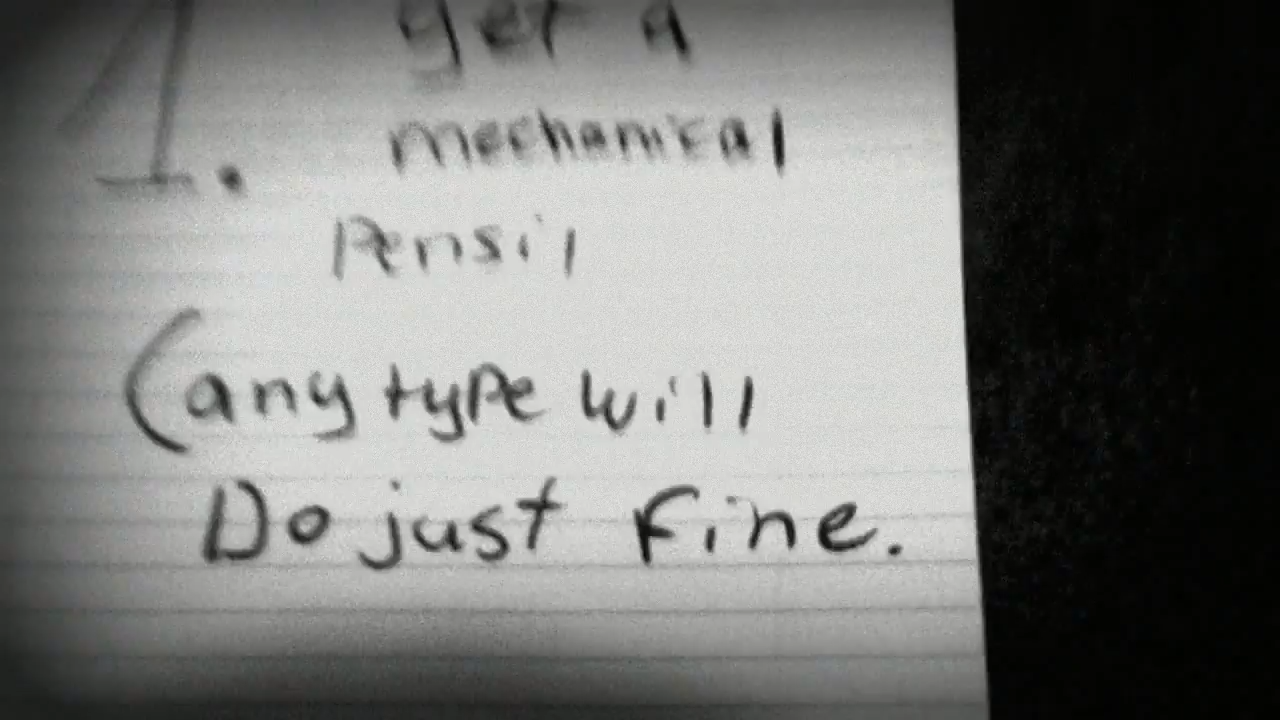 1. get a
mechanical
Pensil
(any type will
Do just fine.